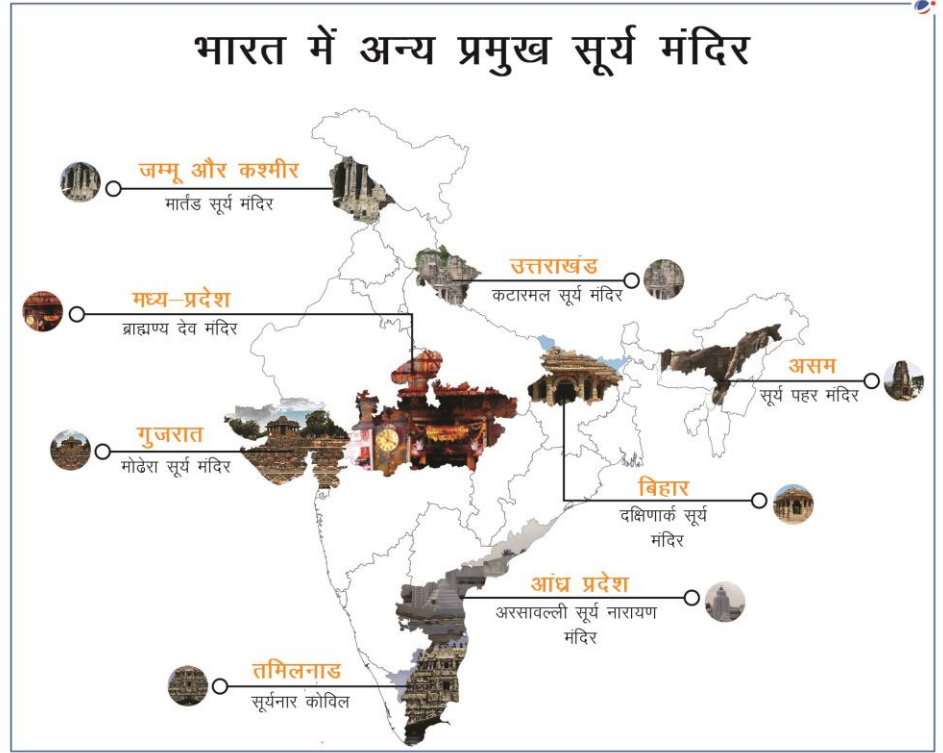 भारत में अन्य प्रमुख सूर्य मंदिर
जम्मू और कश्मीर
मार्तंड सूर्य मंदिर
उत्तराखंड
कटारमल सूर्य मंदिर
मध्य-प्रदेश
ब्राह्मण्य देव मंदिर
असम
सूर्य पहर मंदिर
गुजरात
मोढेरा सूर्य मंदिर
बिहार
दक्षिणार्क सूर्य
मंदिर
आंध्र प्रदेश
अरसावल्ली सूर्य नारायण
मंदिर
तमिलनाड
सूर्यनार कोविल